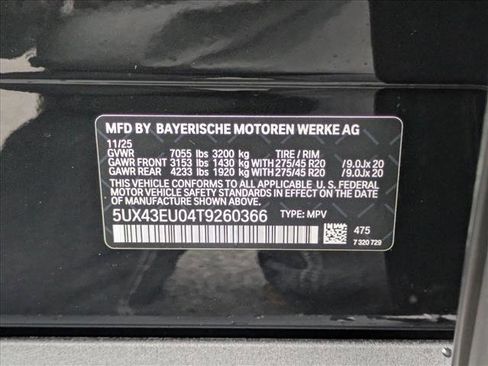 MFD BY BAYERISCHE MOTOREN WERKE AG
11/25
GVWR 7055 lbs 3200 kg TIRE / RIM
GAWR FRONT 3153 lbs 1430 kg WITH 275/45 R20 /9.0Jx 20
GAWR REAR 4233 lbs 1920 kg WITH 275/45 R20 /9.0Jx 20
THIS VEHICLE CONFORMS TO ALL APPLICABLE U.S. FEDERAL
MOTOR VEHICLE SAFETY STANDARDS IN EFFECT ON THE DATE
OF MANUFACTURE SHOWN ABOVE.
5UX43EU04T9260366 TYPE: MPV
475
7 320 729